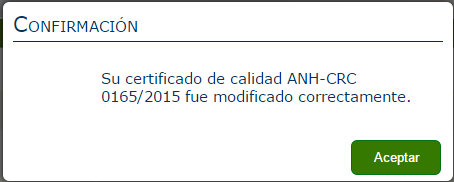 CONFIRMACIÓN
Su certificado de calidad ANH-CRC
0165/2015 fue modificado correctamente.
Aceptar